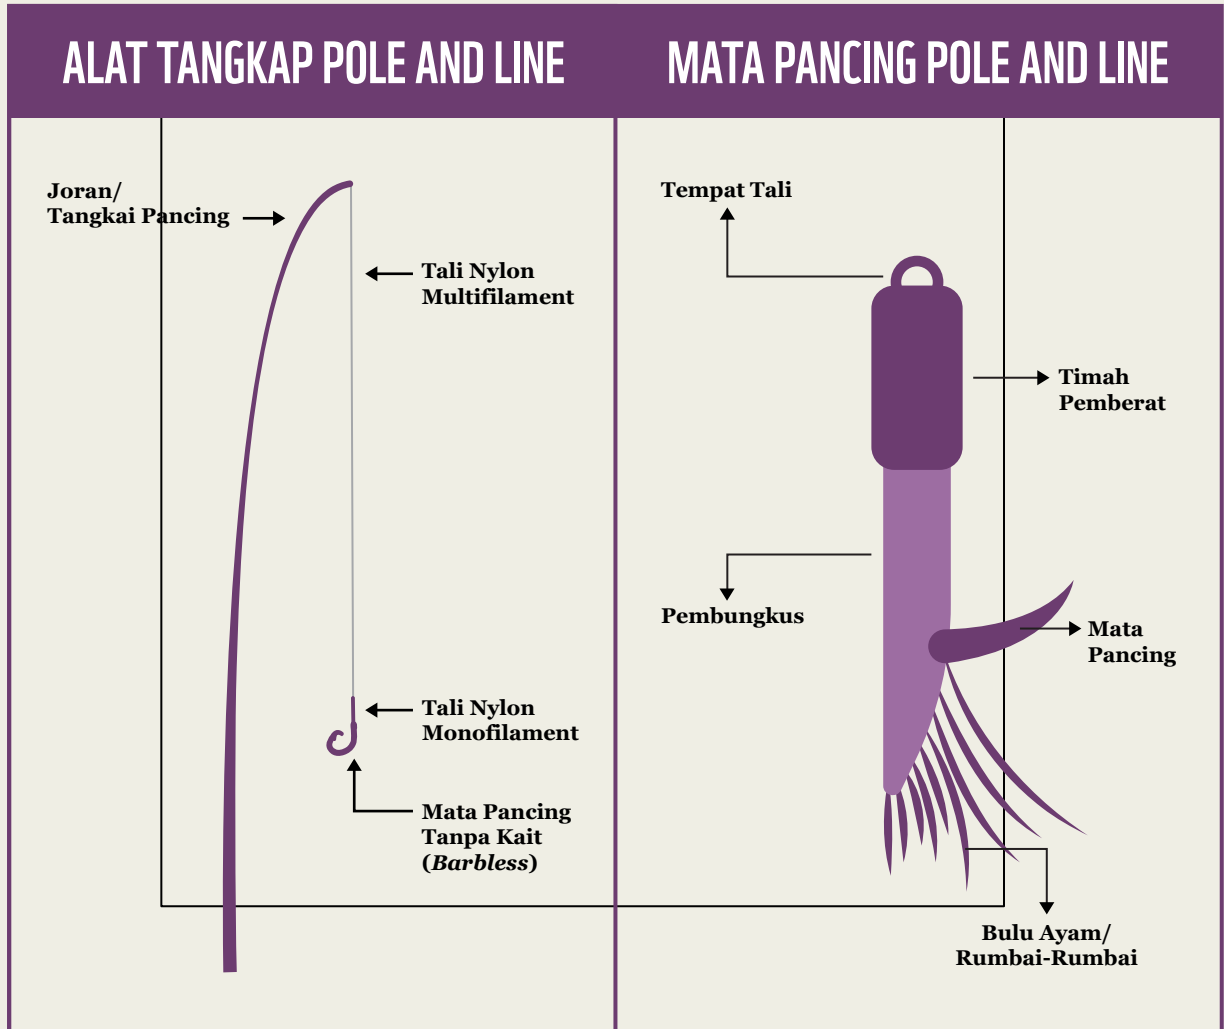 ALAT TANGKAP POLE AND LINE
Joran/
Tangkai Pancing
Tali Nylon
Multifilament
Tali Nylon
Monofilament
Mata Pancing
Tanpa Kait
(Barbless)
MATA PANCING POLE AND LINE
Tempat Tali
Timah
Pemberat
Pembungkus
Mata
Pancing
Bulu Ayam/
Rumbai-Rumbai